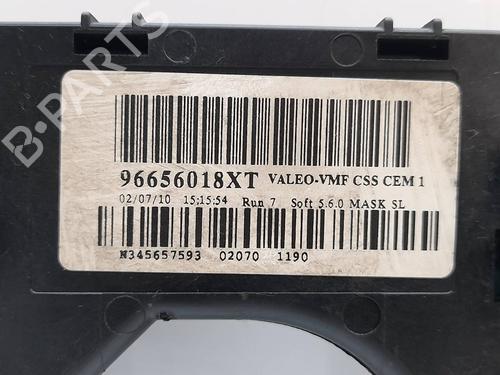 B-PARTS
96656018XT VALEO-VMF CSS CEM 1
02/07/10 15:15:54 Run 7 Soft 5.6.0 MASK SL
N345657593 02070 1190